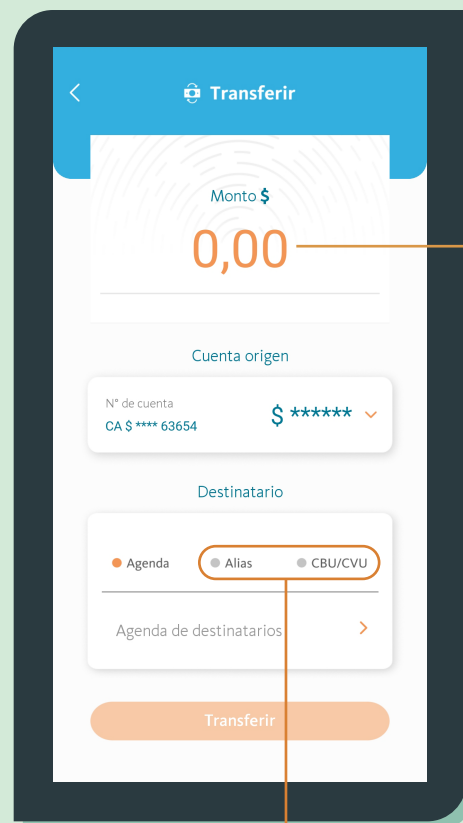 Transferir
Monto $
0,00
Cuenta origen
N° de cuenta
CA $ **** 63654
$ ******
Destinatario
Agenda Alias CBU/CVU
Agenda de destinatarios
Transferir